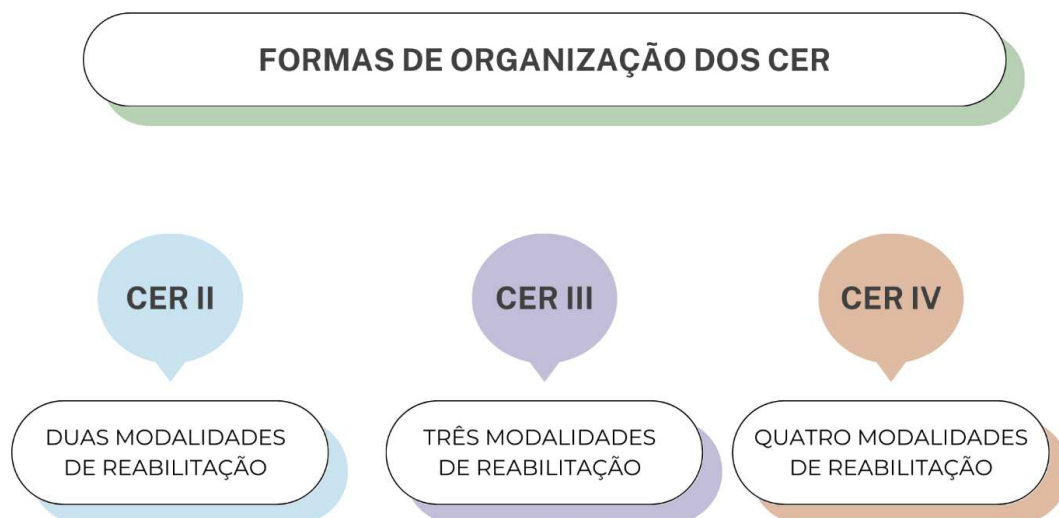 FORMAS DE ORGANIZAÇÃO DOS CER
CER II
CER III
CER IV
DUAS MODALIDADES
DE REABILITAÇÃO
TRÊS MODALIDADES
DE REABILITAÇÃO
QUATRO MODALIDADES
DE REABILITAÇÃO